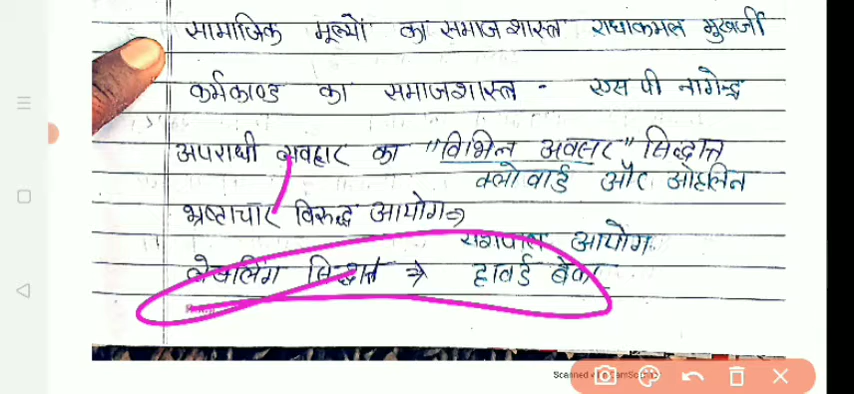 सामाजिक मूल्यों का समाजशास्त्र राधाकमल मुखर्जी
कर्मकाण्ड का समाजशास्त्र - एस पी नागेन्द्र
अपराधी व्यवहार का "विभिन्न अवसर" सिद्धान्त
क्लोवार्ड और ओहलिन
भ्रष्टाचार विरूद्ध आयोग⇒
आयोग
लेबलिंग सिद्धान्त ⇒ हावर्ड बेकर
Scanned